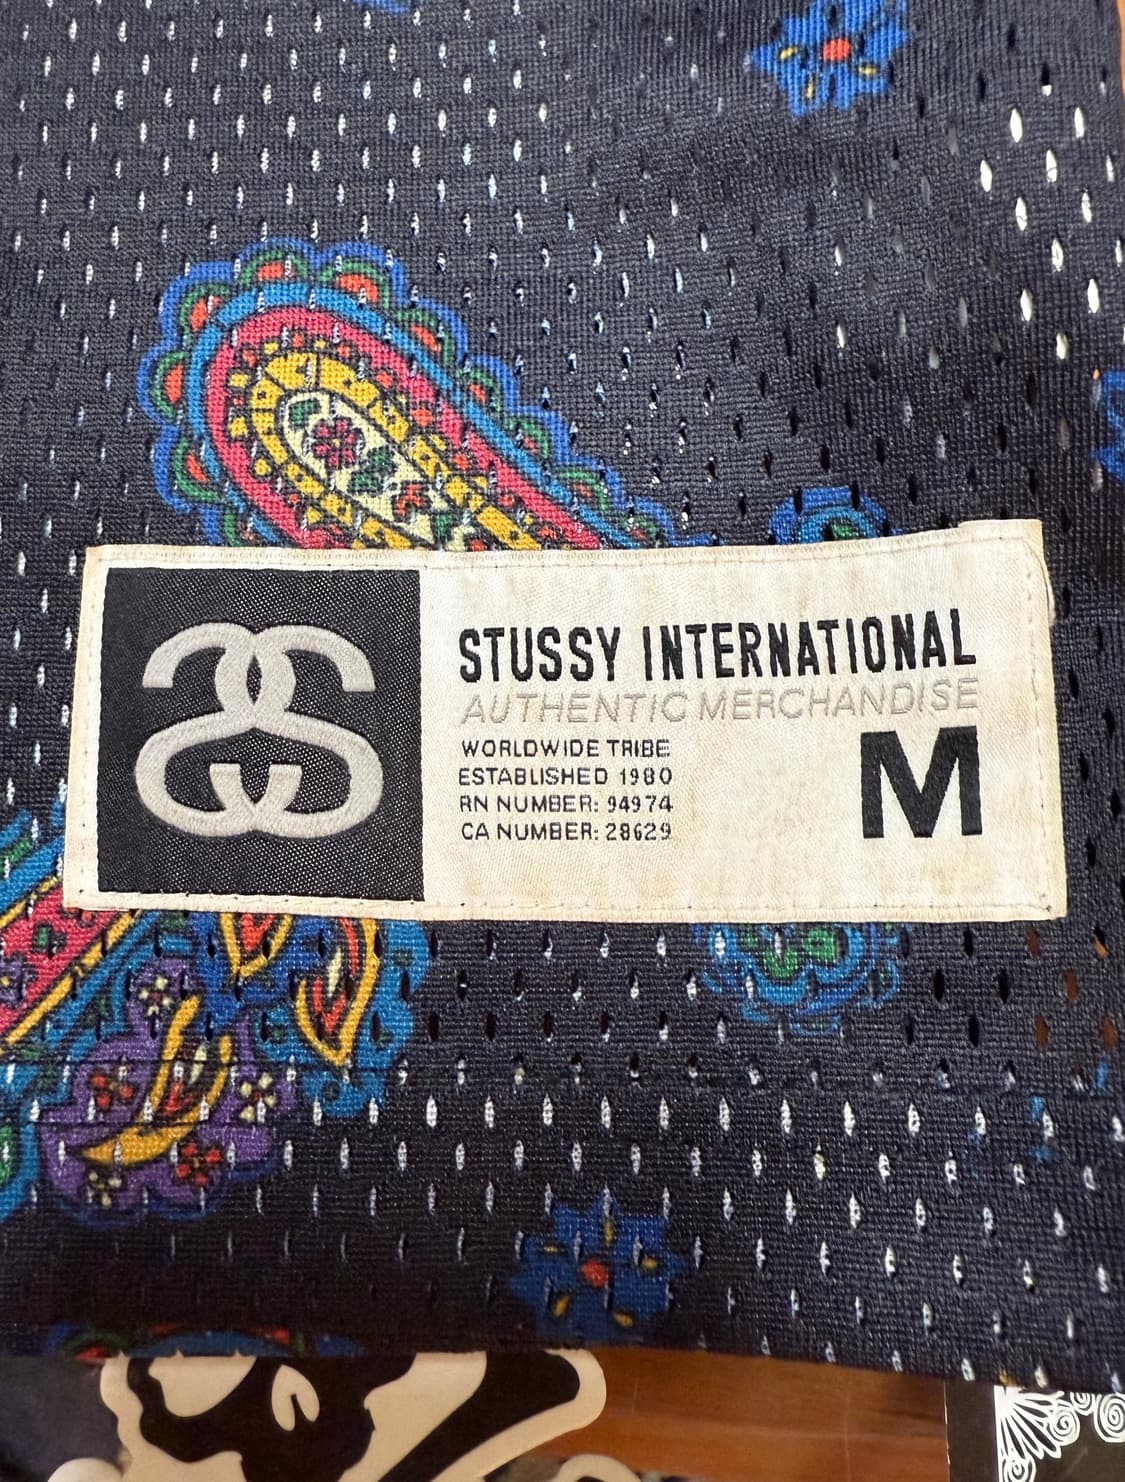 STUSSY INTERNATIONAL
AUTHENTIC MERCHANDISE
WORLDWIDE TRIBE
ESTABLISHED 1980
RN NUMBER: 94974
CA NUMBER: 28629
M